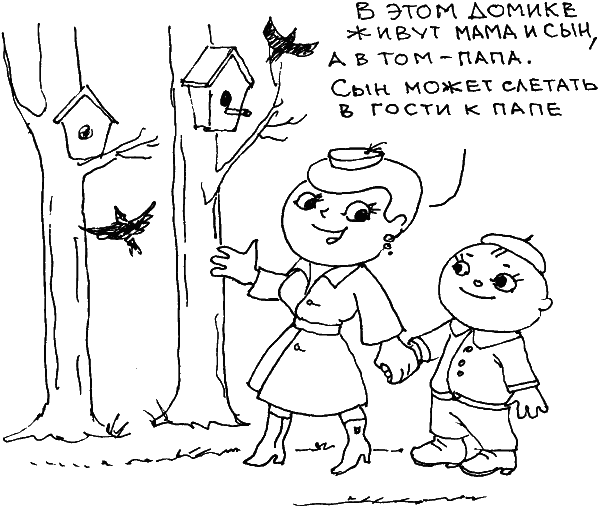 В ЭТОМ ДОМИКЕ
ЖИВУТ МАМА И СЫН,
А В ТОМ - ПАПА.
СЫН МОЖЕТ СЛЕТАТЬ
В ГОСТИ К ПАПЕ